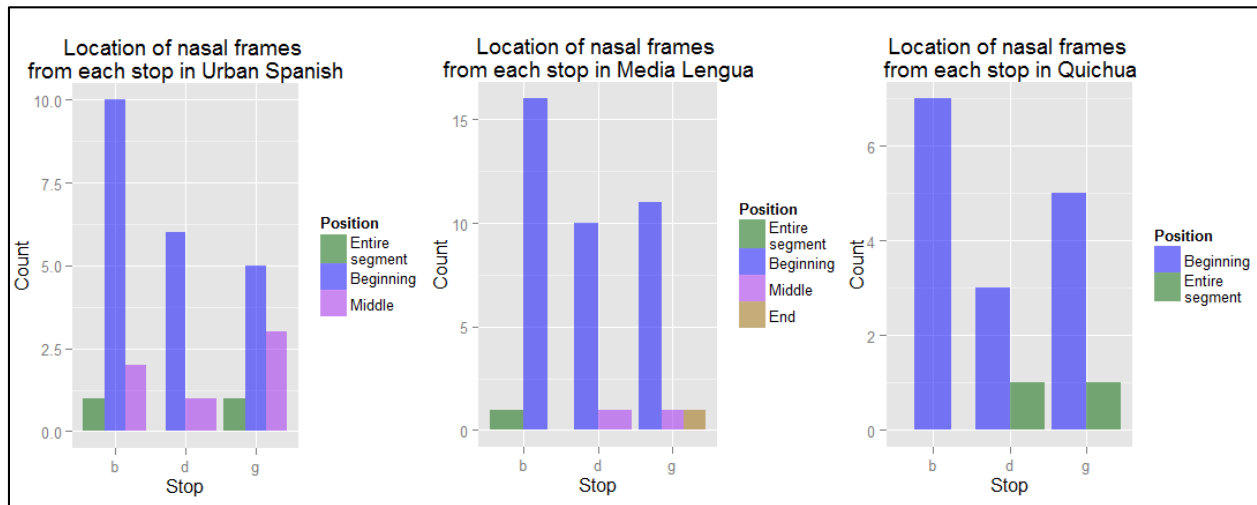 Location of nasal frames
from each stop in Urban Spanish
10.0
7.5
5.0
2.5
0.0
Count
b d g
Stop
Position
Entire
segment
Beginning
Middle
Location of nasal frames
from each stop in Media Lengua
15
10
5
0
Count
b d g
Stop
Position
Entire
segment
Beginning
Middle
End
Location of nasal frames
from each stop in Quichua
6
4
2
0
Count
b d g
Stop
Position
Beginning
Entire
segment